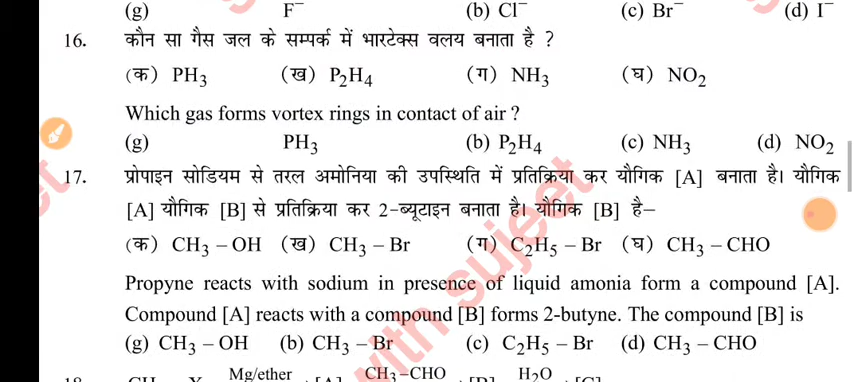 (g) F⁻ (b) Cl⁻ (c) Br⁻ (d) I⁻
16. कौन सा गैस जल के सम्पर्क में भारटेक्स वलय बनाता है ?
(क) PH₃ (ख) P₂H₄ (ग) NH₃ (घ) NO₂
Which gas forms vortex rings in contact of air ?
(g) PH₃ (b) P₂H₄ (c) NH₃ (d) NO₂
17. प्रोपाइन सोडियम से तरल अमोनिया की उपस्थिति में प्रतिक्रिया कर यौगिक [A] बनाता है। यौगिक
[A] यौगिक [B] से प्रतिक्रिया कर 2-ब्यूटाइन बनाता है। यौगिक [B] है–
(क) CH₃ – OH (ख) CH₃ – Br (ग) C₂H₅ – Br (घ) CH₃ – CHO
Propyne reacts with sodium in presence of liquid amonia form a compound [A].
Compound [A] reacts with a compound [B] forms 2-butyne. The compound [B] is
(g) CH₃ – OH (b) CH₃ – Br (c) C₂H₅ – Br (d) CH₃ – CHO
Mg/ether CH₃–CHO H₂O
with sujeet